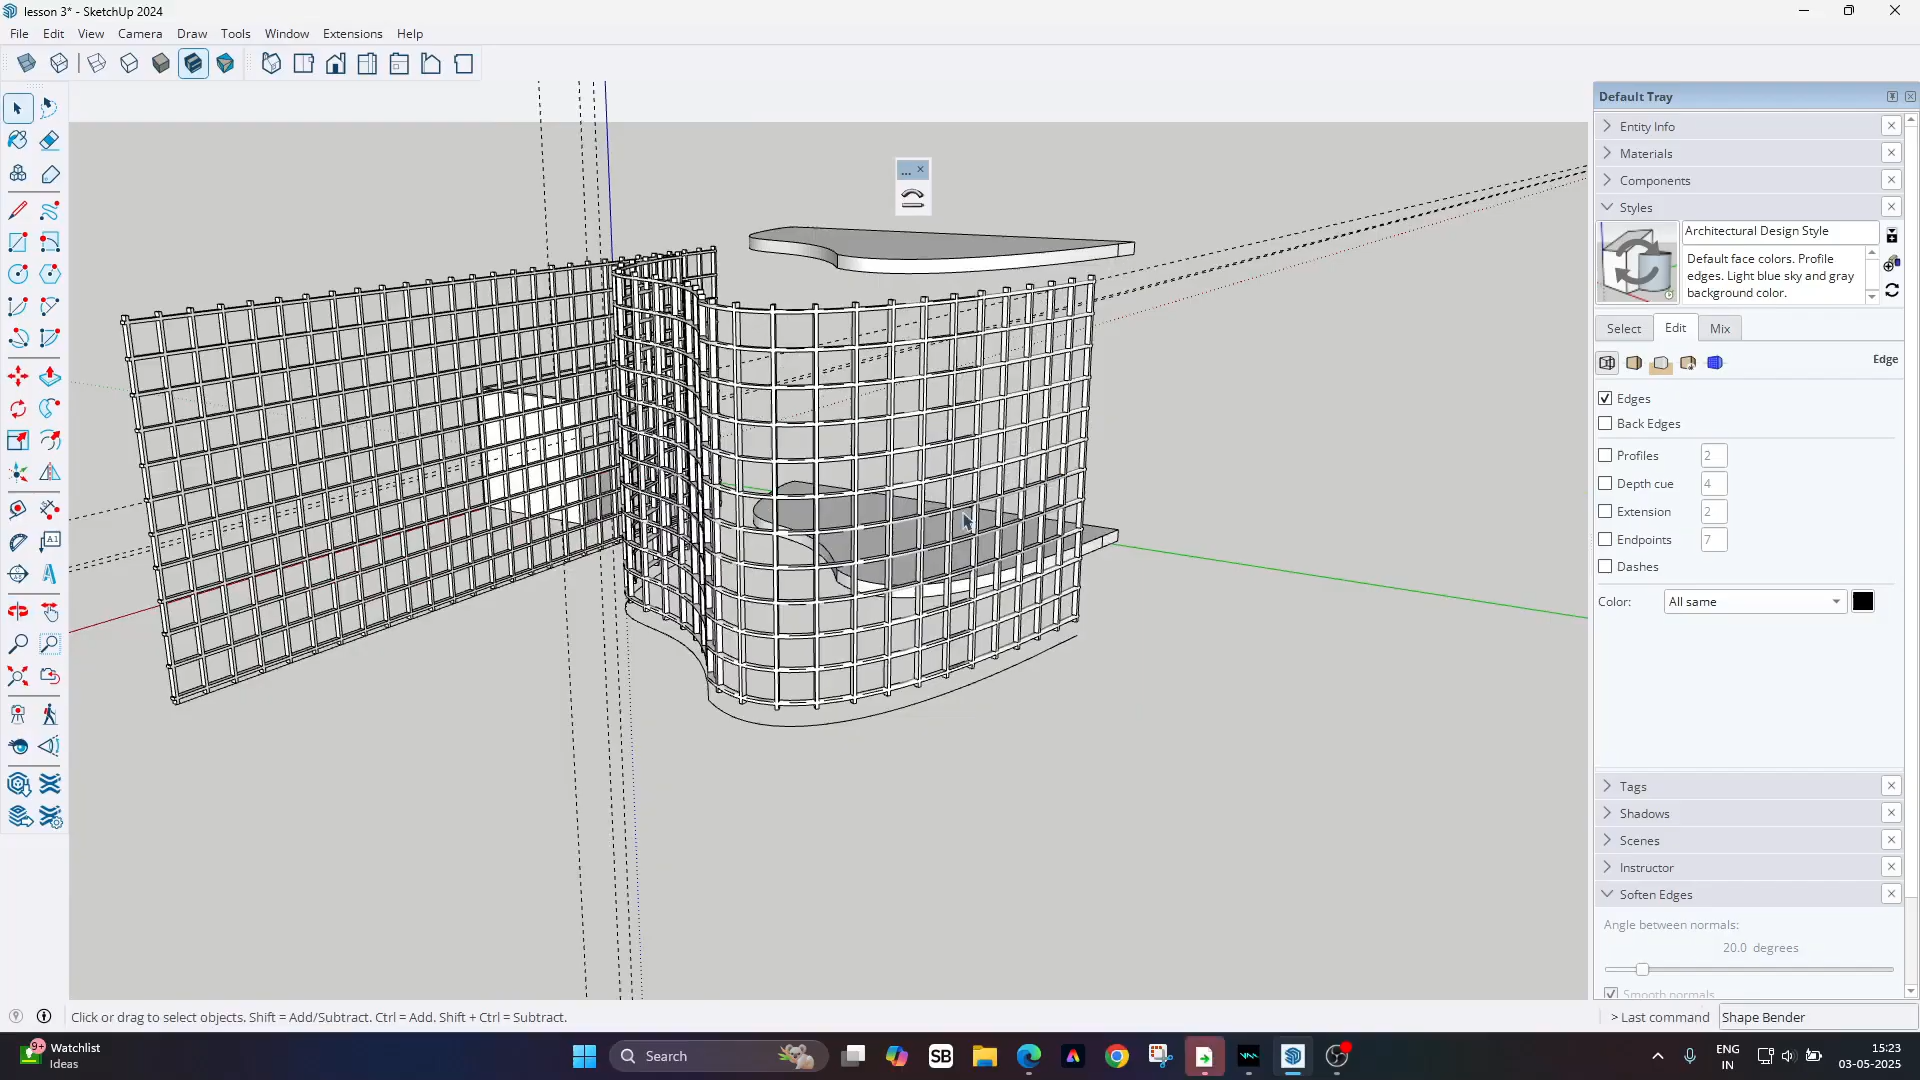 lesson 3* - SketchUp 2024
File Edit View Camera Draw Tools Window Extensions Help
Default Tray
Entity Info
Materials
Components
Styles
Architectural Design Style
Default face colors. Profile
edges. Light blue sky and gray
background color.
Select Edit Mix
Edge
Edges
Back Edges
Profiles 2
Depth cue 4
Extension 2
Endpoints 7
Dashes
Color: All same
Tags
Shadows
Scenes
Instructor
Soften Edges
Angle between normals:
20.0 degrees
Smooth normals
...
A1
A
Click or drag to select objects. Shift = Add/Subtract. Ctrl = Add. Shift + Ctrl = Subtract.
> Last command Shape Bender
9+
Watchlist
Ideas
Search
SB
ENG
IN
15:23
03-05-2025